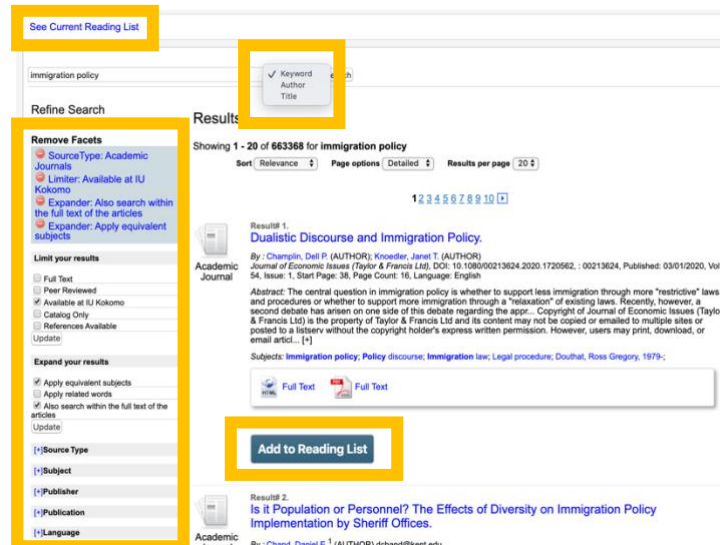 See Current Reading List
immigration policy
✓ Keyword
Author
Title
Refine Search
Remove Facets
SourceType: Academic
Journals
Limiter: Available at IU
Kokomo
Expander: Also search within
the full text of the articles
Expander: Apply equivalent
subjects
Limit your results
Full Text
Peer Reviewed
Available at IU Kokomo
Catalog Only
References Available
Update
Expand your results
Apply equivalent subjects
Apply related words
Also search within the full text of the
articles
Update
[+]Source Type
[+]Subject
[+]Publisher
[+]Publication
[+]Language
Results
Showing 1 - 20 of 663368 for immigration policy
Sort Relevance Page options Detailed Results per page 20
1 2 3 4 5 6 7 8 9 10
Academic
Journal
Result# 1.
Dualistic Discourse and Immigration Policy.
By : Champlin, Dell P. (AUTHOR); Knoedler, Janet T. (AUTHOR)
Journal of Economic Issues (Taylor & Francis Ltd), DOI: 10.1080/00213624.2020.1720562, : 00213624, Published: 03/01/2020, Vol
54, Issue: 1, Start Page: 38, Page Count: 16, Language: English
Abstract: The central question in immigration policy is whether to support less immigration through more "restrictive" laws
and procedures or whether to support more immigration through a "relaxation" of existing laws. Recently, however, a
second debate has arisen on one side of this debate regarding the appr... Copyright of Journal of Economic Issues (Taylo
& Francis Ltd) is the property of Taylor & Francis Ltd and its content may not be copied or emailed to multiple sites or
posted to a listserv without the copyright holder's express written permission. However, users may print, download, or
email articl... [+]
Subjects: Immigration policy; Policy discourse; Immigration law; Legal procedure; Douthat, Ross Gregory, 1979-;
HTML Full Text PDF Full Text
Add to Reading List
Academic
Result# 2.
Is it Population or Personnel? The Effects of Diversity on Immigration Policy
Implementation by Sheriff Offices.
By : Chand, Daniel E. 1 (AUTHOR) dchand@kent.edu